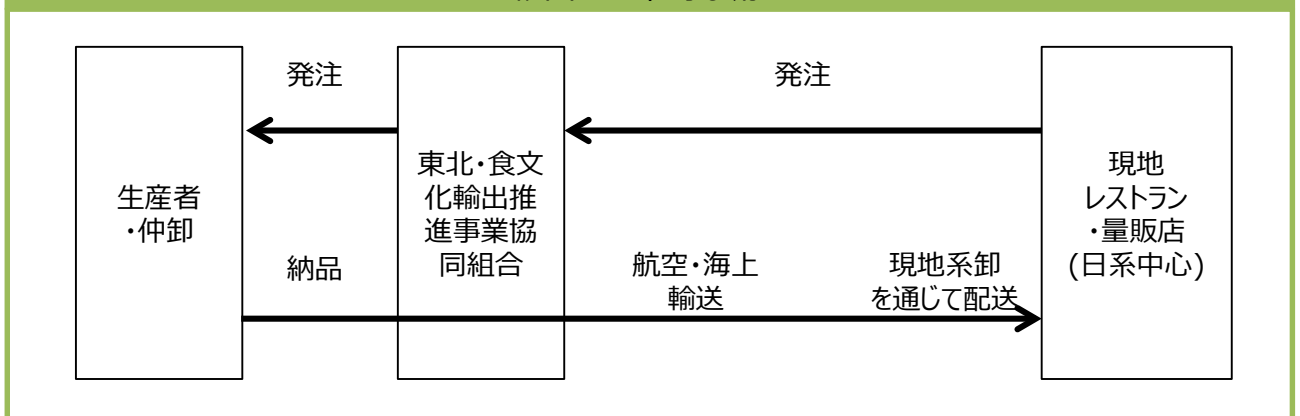 発注
発注
生産者
・仲卸
東北・食文
化輸出推
進事業協
同組合
現地
レストラン
・量販店
(日系中心)
納品
航空・海上
輸送
現地系卸
を通じて配送